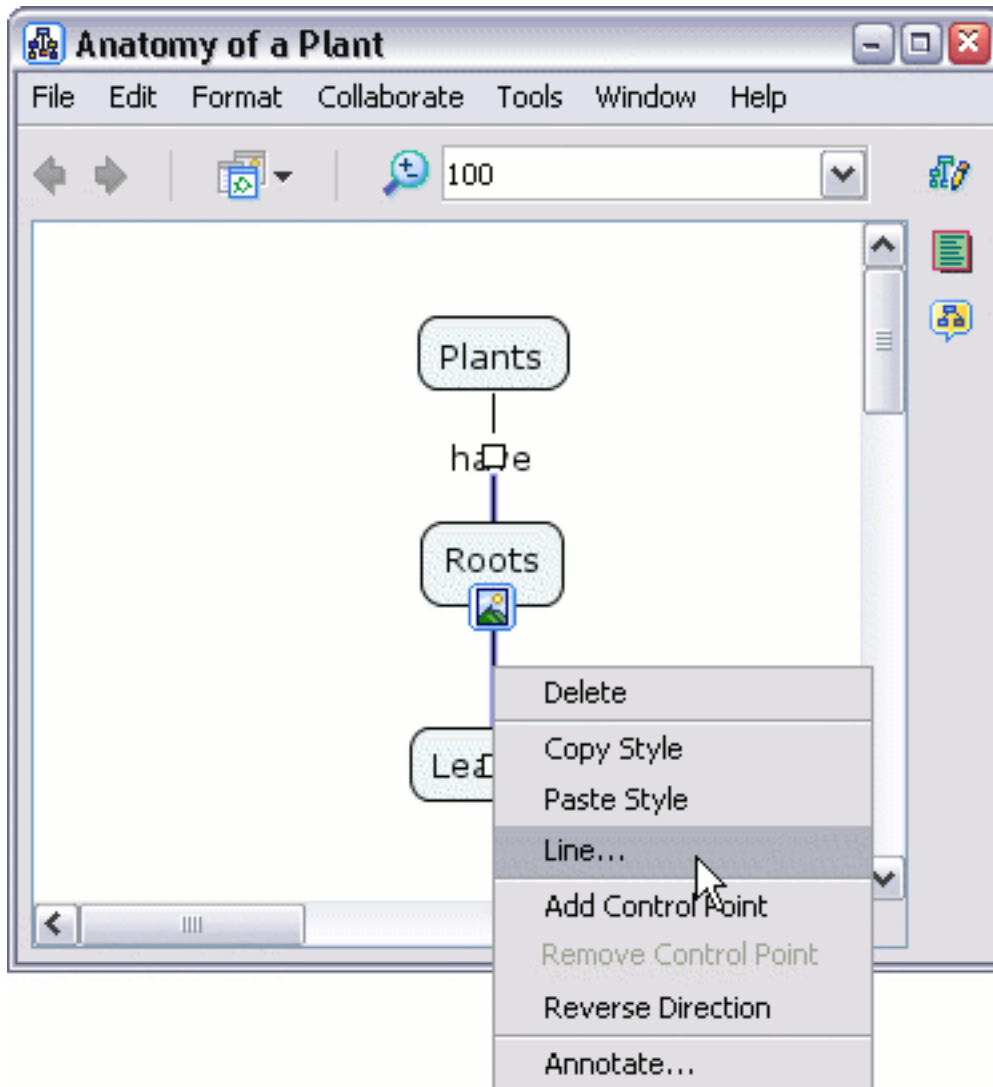 Anatomy of a Plant
File Edit Format Collaborate Tools Window Help
100
Plants
have
Roots
Delete
Copy Style
Paste Style
Line...
Add Control Point
Remove Control Point
Reverse Direction
Annotate...